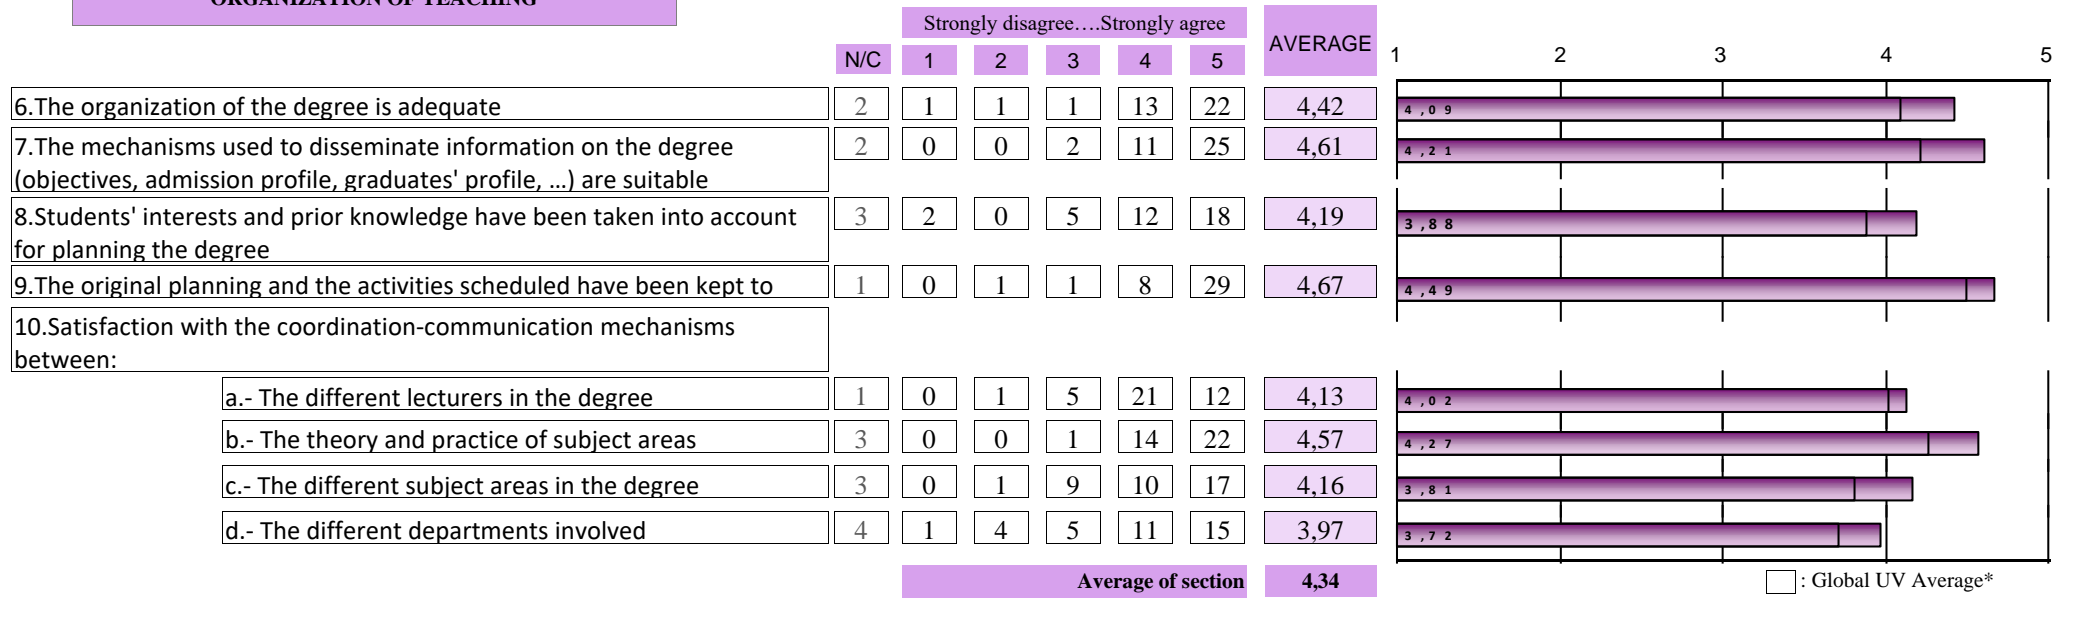 ORGANIZATION OF TEACHING
Strongly disagree….Strongly agree
AVERAGE
N/C 1 2 3 4 5
1 2 3 4 5
6.The organization of the degree is adequate 2 1 1 1 13 22 4,42 4,09
7.The mechanisms used to disseminate information on the degree
(objectives, admission profile, graduates' profile, …) are suitable 2 0 0 2 11 25 4,61 4,21
8.Students' interests and prior knowledge have been taken into account
for planning the degree 3 2 0 5 12 18 4,19 3,88
9.The original planning and the activities scheduled have been kept to 1 0 1 1 8 29 4,67 4,49
10.Satisfaction with the coordination-communication mechanisms
between:
a.- The different lecturers in the degree 1 0 1 5 21 12 4,13 4,02
b.- The theory and practice of subject areas 3 0 0 1 14 22 4,57 4,27
c.- The different subject areas in the degree 3 0 1 9 10 17 4,16 3,81
d.- The different departments involved 4 1 4 5 11 15 3,97 3,72
Average of section 4,34
: Global UV Average*